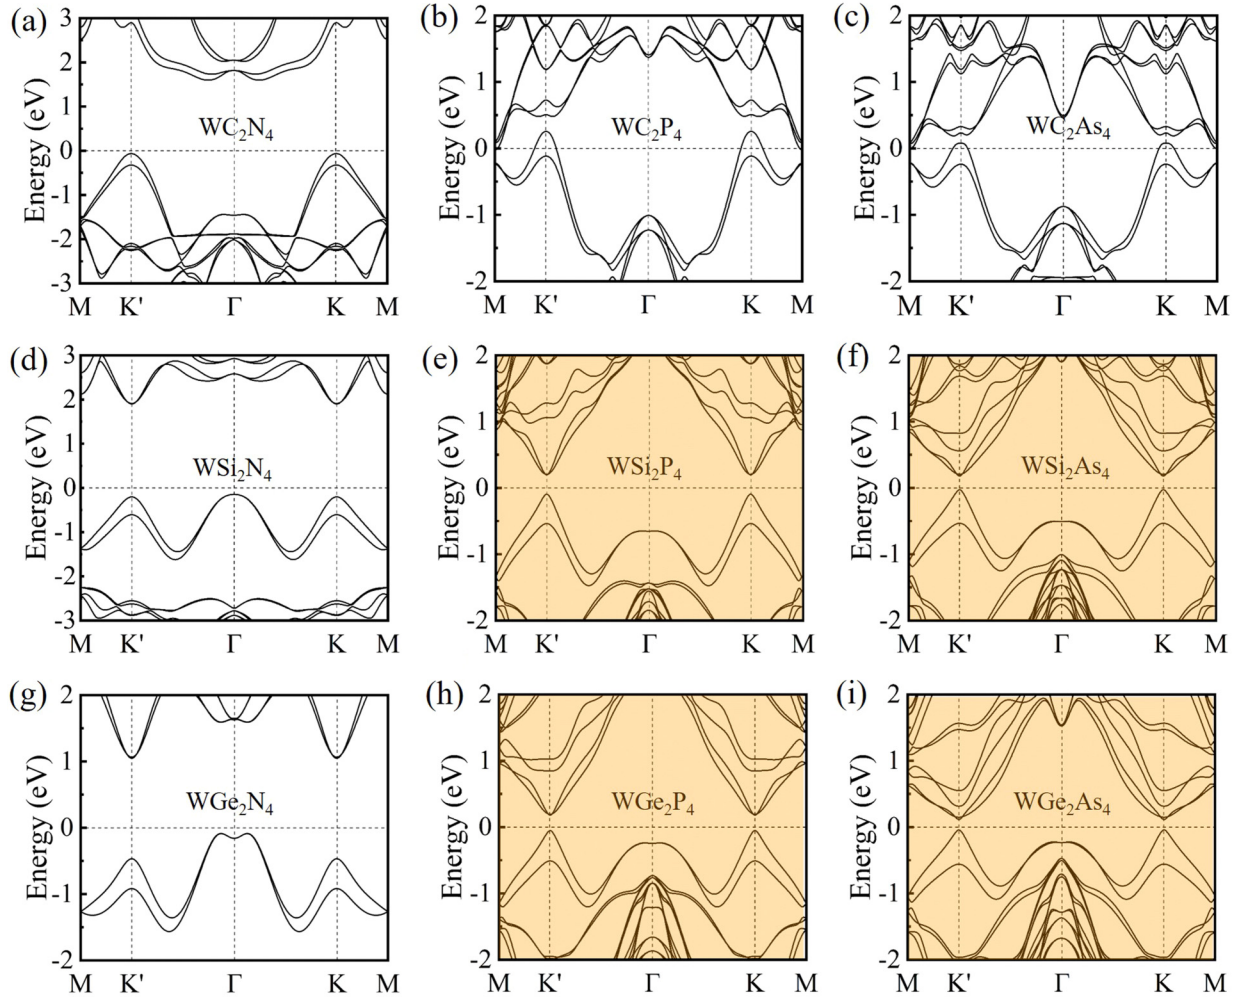 (a)
3
2
1
0
-1
-2
-3
Energy (eV)
WC₂N₄
M K' Γ K M
(b)
2
1
0
-1
-2
Energy (eV)
WC₂P₄
M K' Γ K M
(c)
2
1
0
-1
-2
Energy (eV)
WC₂As₄
M K' Γ K M
(d)
3
2
1
0
-1
-2
-3
Energy (eV)
WSi₂N₄
M K' Γ K M
(e)
2
1
0
-1
-2
Energy (eV)
WSi₂P₄
M K' Γ K M
(f)
2
1
0
-1
-2
Energy (eV)
WSi₂As₄
M K' Γ K M
(g)
2
1
0
-1
-2
Energy (eV)
WGe₂N₄
M K' Γ K M
(h)
2
1
0
-1
-2
Energy (eV)
WGe₂P₄
M K' Γ K M
(i)
2
1
0
-1
-2
Energy (eV)
WGe₂As₄
M K' Γ K M